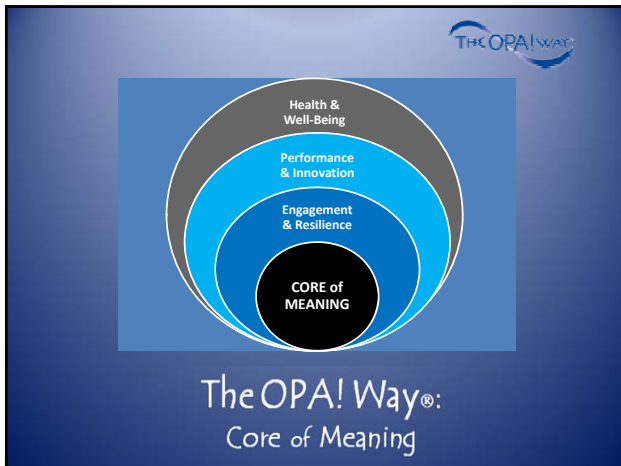 THE OPA! WAY
Health &
Well-Being
Performance
& Innovation
Engagement
& Resilience
CORE of
MEANING
The OPA! Way®:
Core of Meaning